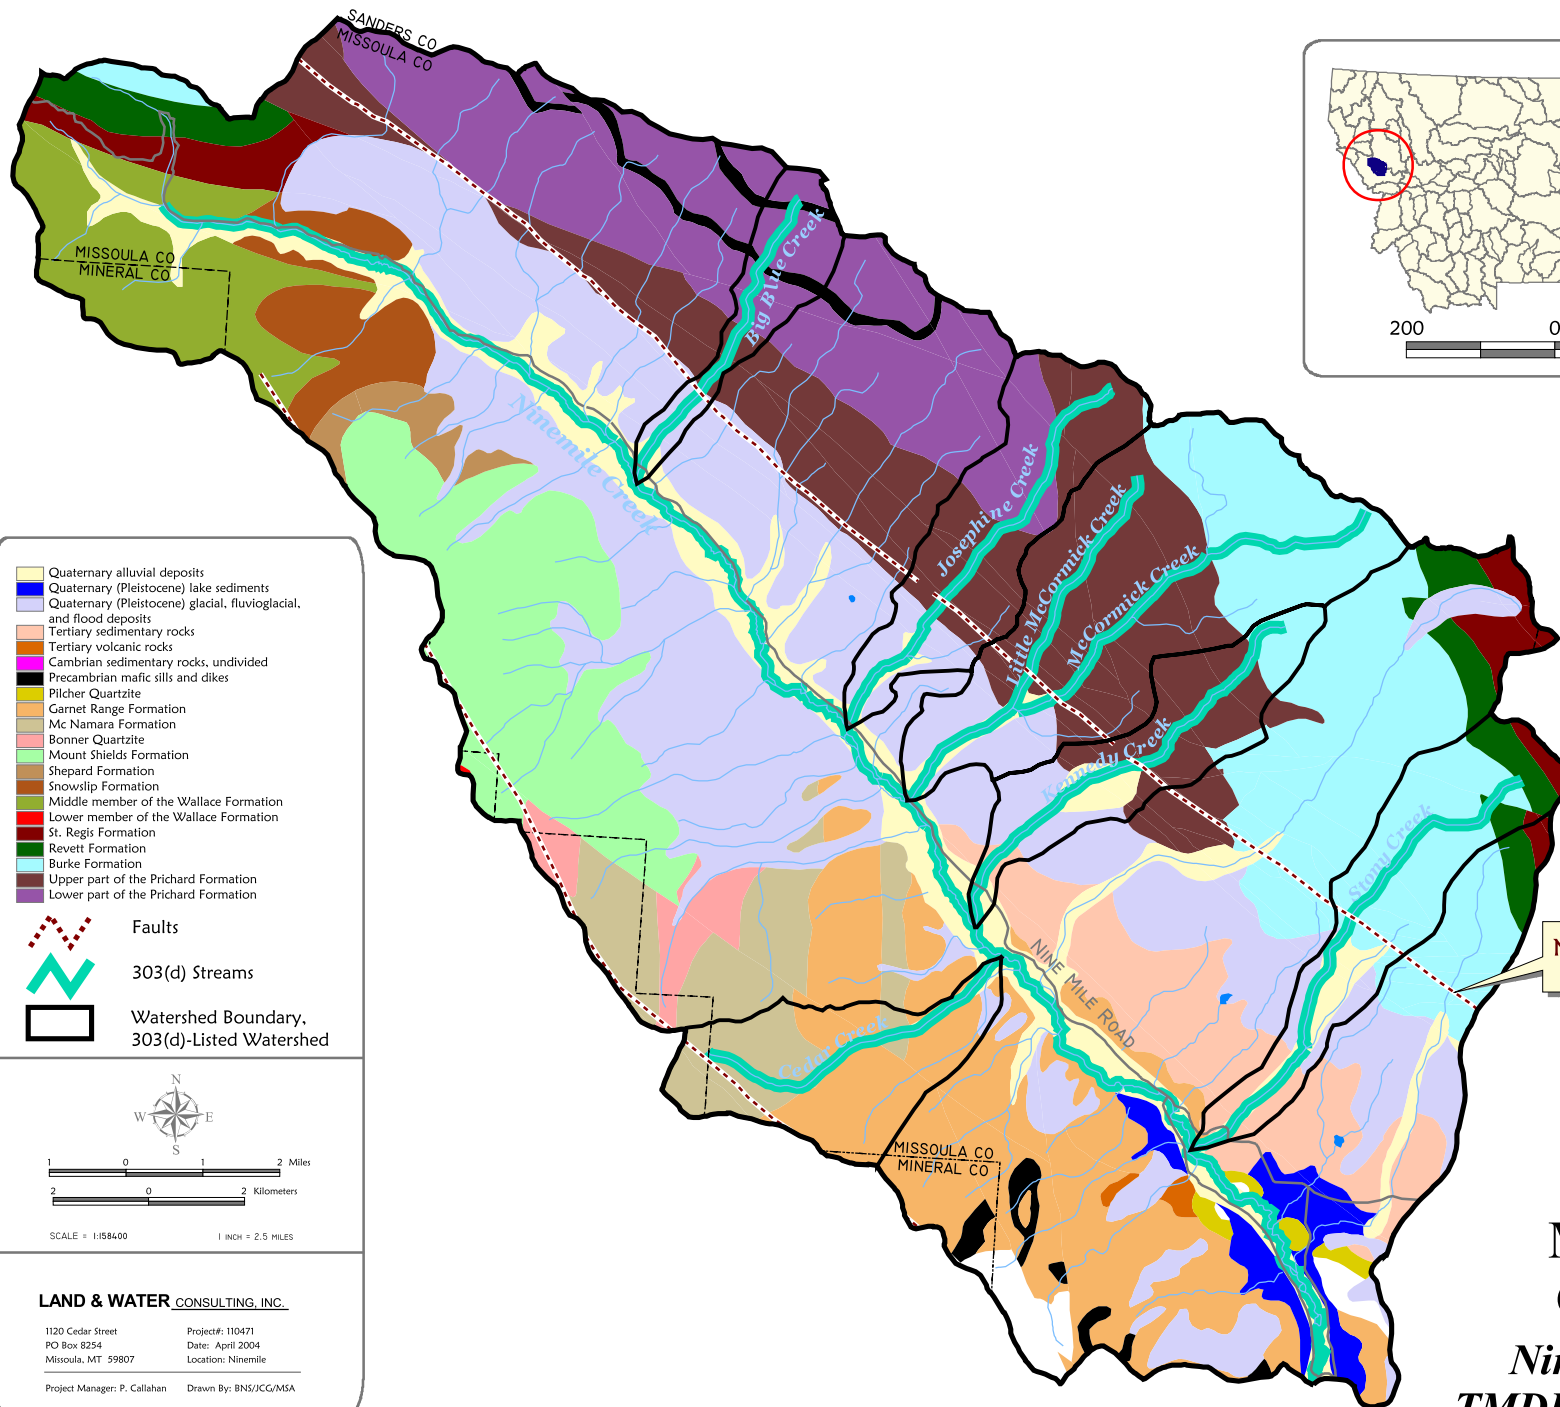 SANDERS CO
MISSOULA CO
MISSOULA CO
MINERAL CO
Big Blue Creek
Ninemile Creek
Josephine Creek
Little McCormick Creek
McCormick Creek
Kennedy Creek
Stony Creek
Cedar Creek
NINE MILE ROAD
MISSOULA CO
MINERAL CO
200
0
Quaternary alluvial deposits
Quaternary (Pleistocene) lake sediments
Quaternary (Pleistocene) glacial, fluvioglacial,
and flood deposits
Tertiary sedimentary rocks
Tertiary volcanic rocks
Cambrian sedimentary rocks, undivided
Precambrian mafic sills and dikes
Pilcher Quartzite
Garnet Range Formation
Mc Namara Formation
Bonner Quartzite
Mount Shields Formation
Shepard Formation
Snowslip Formation
Middle member of the Wallace Formation
Lower member of the Wallace Formation
St. Regis Formation
Revett Formation
Burke Formation
Upper part of the Prichard Formation
Lower part of the Prichard Formation
Faults
303(d) Streams
Watershed Boundary,
303(d)-Listed Watershed
N
W E
S
1 0 1 2 Miles
2 0 2 Kilometers
SCALE = 1:158400 1 INCH = 2.5 MILES
LAND & WATER CONSULTING, INC.
1120 Cedar Street Project#: 110471
PO Box 8254 Date: April 2004
Missoula, MT 59807 Location: Ninemile
Project Manager: P. Callahan Drawn By: BNS/JCG/MSA